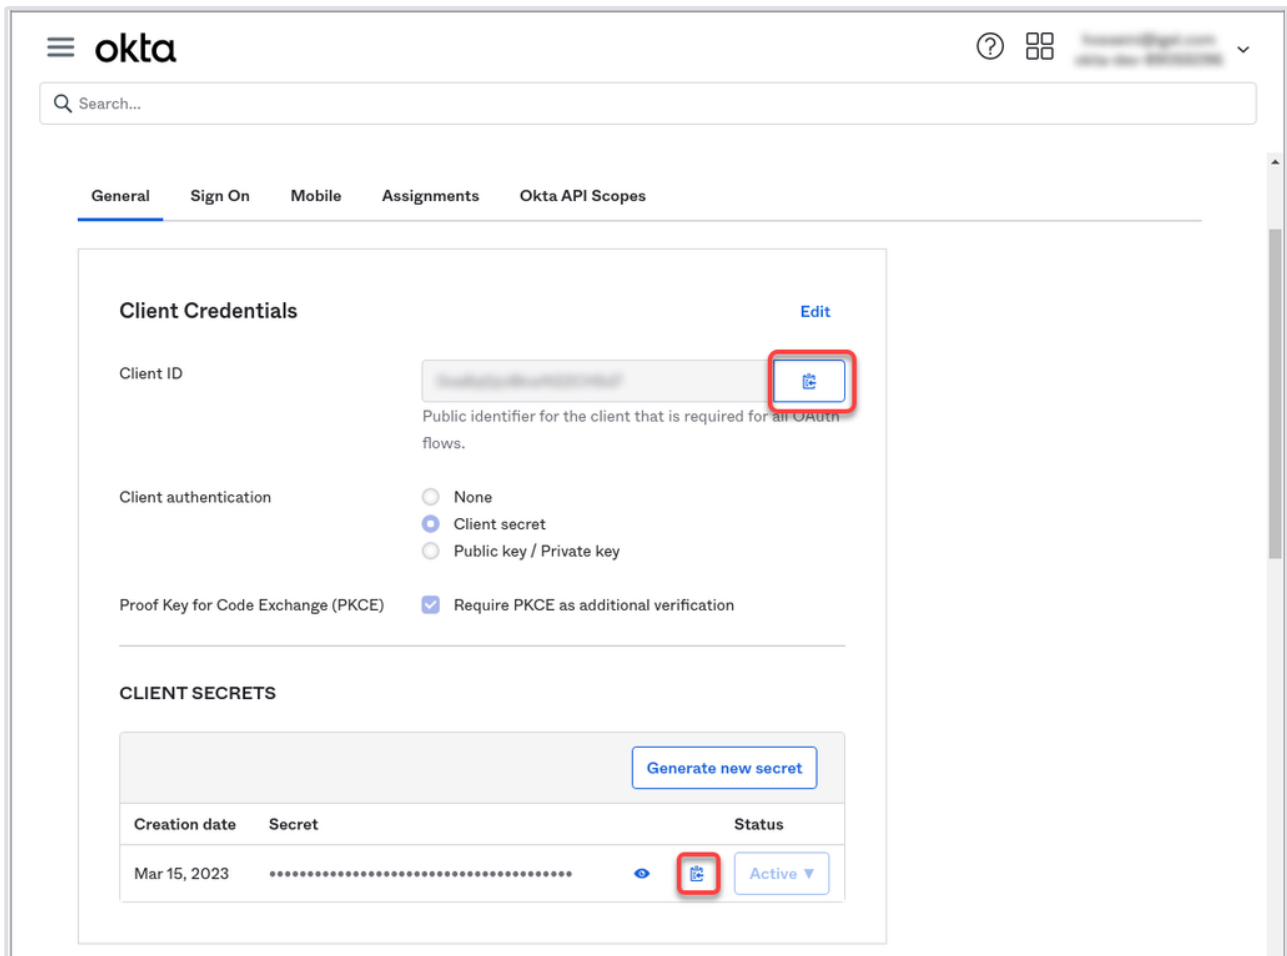 okta
Search...
General Sign On Mobile Assignments Okta API Scopes
Client Credentials Edit
Client ID
Public identifier for the client that is required for all OAuth
flows.
Client authentication None
Client secret
Public key / Private key
Proof Key for Code Exchange (PKCE) Require PKCE as additional verification
CLIENT SECRETS
Generate new secret
Creation date Secret Status
Mar 15, 2023 •••••••••••••••••••••••••••••••••••••••• Active ▼